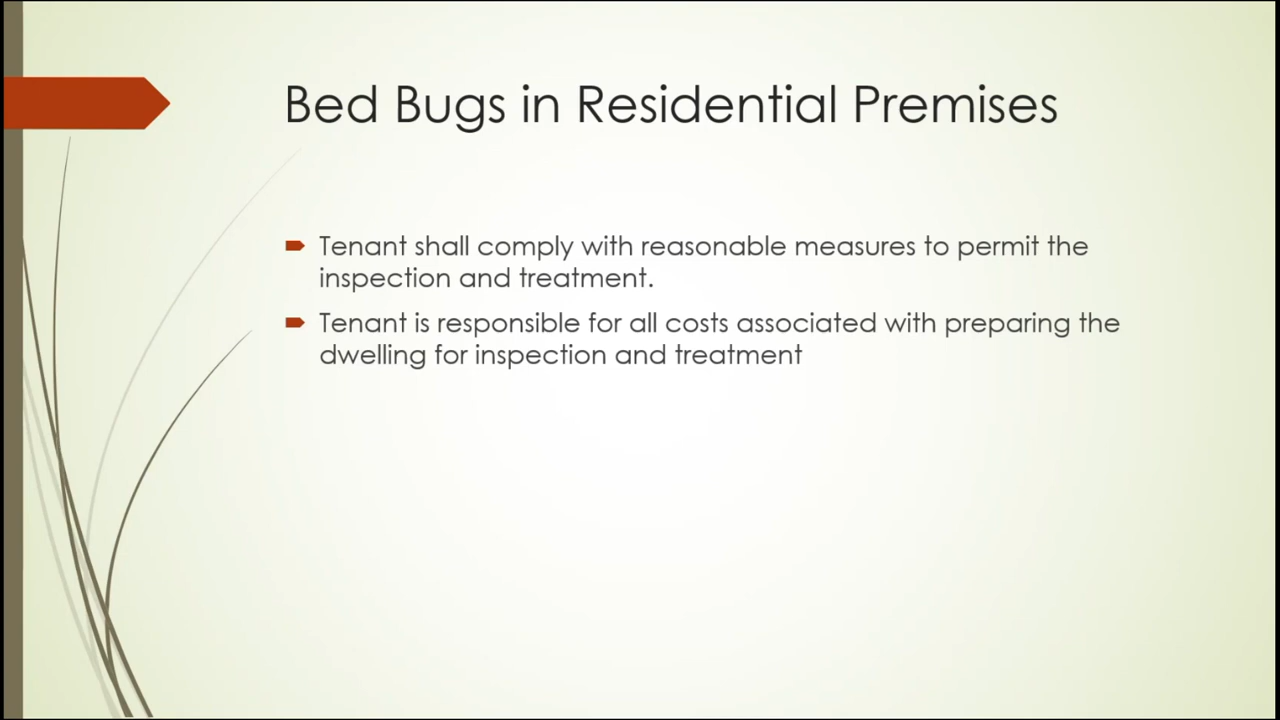 Bed Bugs in Residential Premises
Tenant shall comply with reasonable measures to permit the
inspection and treatment.
Tenant is responsible for all costs associated with preparing the
dwelling for inspection and treatment